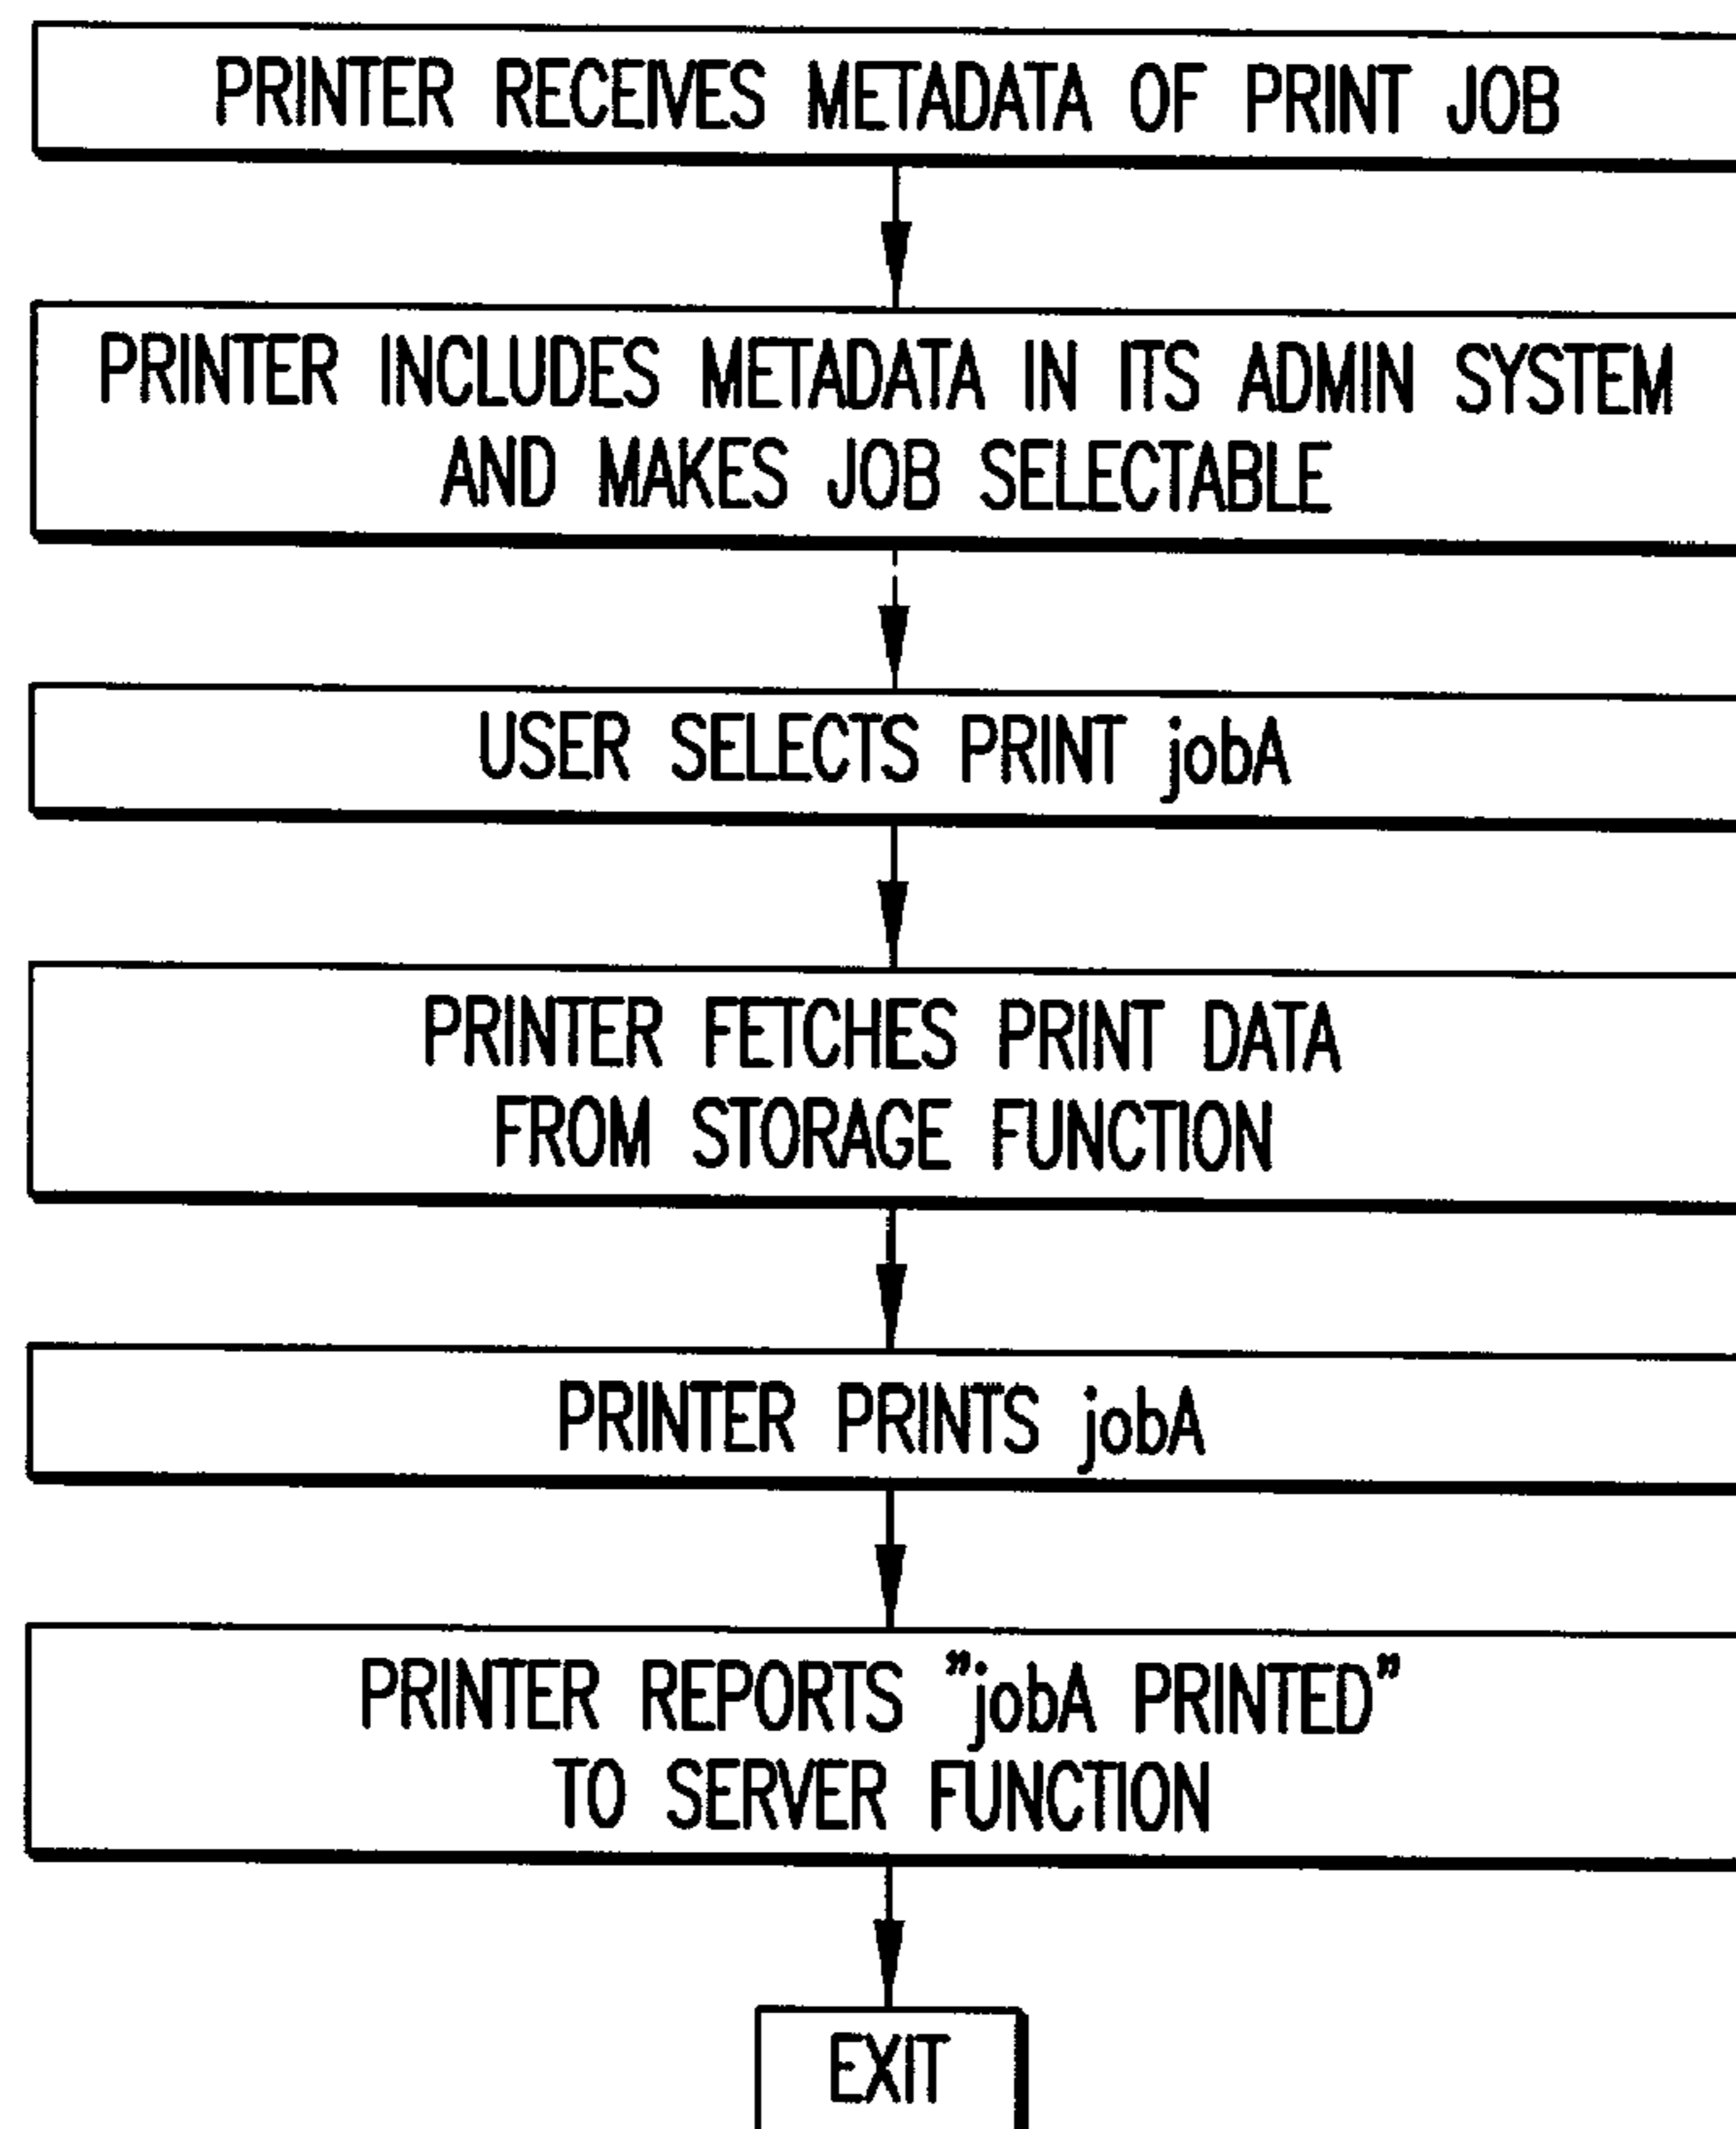 PRINTER RECEIVES METADATA OF PRINT JOB
PRINTER INCLUDES METADATA IN ITS ADMIN SYSTEM
AND MAKES JOB SELECTABLE
USER SELECTS PRINT jobA
PRINTER FETCHES PRINT DATA
FROM STORAGE FUNCTION
PRINTER PRINTS jobA
PRINTER REPORTS "jobA PRINTED"
TO SERVER FUNCTION
EXIT